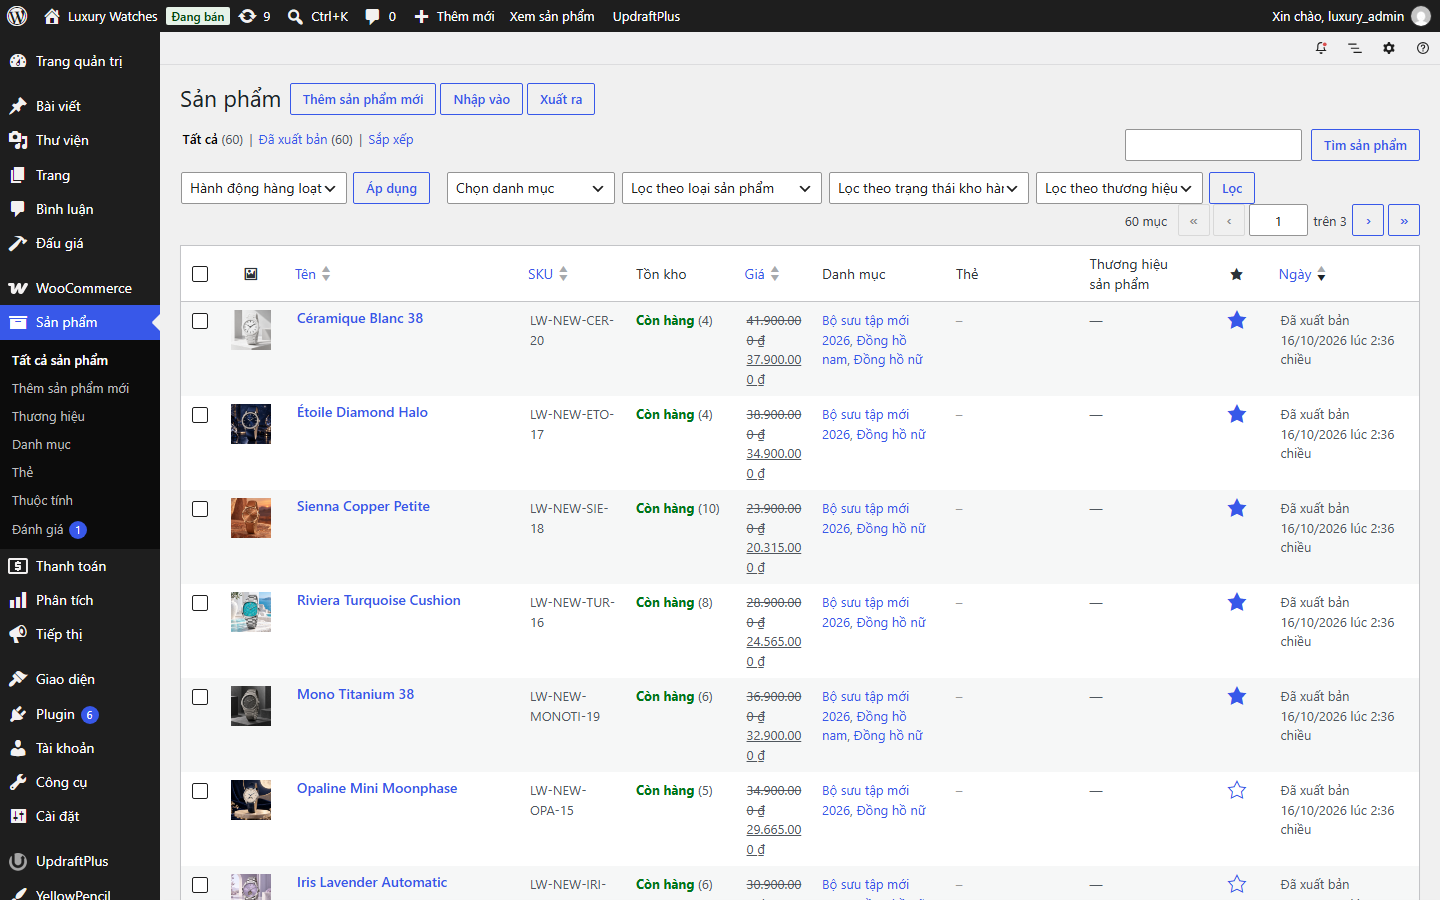 Luxury Watches Đang bán 9 Ctrl+K 0 Thêm mới Xem sản phẩm UpdraftPlus Xin chào, luxury_admin
Trang quản trị
Bài viết
Thư viện
Trang
Bình luận
Đấu giá
WooCommerce
Sản phẩm
Tất cả sản phẩm
Thêm sản phẩm mới
Thương hiệu
Danh mục
Thẻ
Thuộc tính
Đánh giá 1
Thanh toán
Phân tích
Tiếp thị
Giao diện
Plugin 6
Tài khoản
Công cụ
Cài đặt
UpdraftPlus
YellowPencil
Sản phẩm Thêm sản phẩm mới Nhập vào Xuất ra
Tất cả (60) | Đã xuất bản (60) | Sắp xếp
Tìm sản phẩm
Hành động hàng loạt Áp dụng Chọn danh mục Lọc theo loại sản phẩm Lọc theo trạng thái kho hàn Lọc theo thương hiệu Lọc
60 mục « ‹ 1 trên 3 › »
Tên SKU Tồn kho Giá Danh mục Thẻ Thương hiệu sản phẩm Ngày
Céramique Blanc 38 LW-NEW-CER- Còn hàng (4) 41.900.00 Bộ sưu tập mới – — Đã xuất bản
20 0 ₫ 2026, Đồng hồ 16/10/2026 lúc 2:36
37.900.00 nam, Đồng hồ nữ chiều
0 ₫
Étoile Diamond Halo LW-NEW-ETO- Còn hàng (4) 38.900.00 Bộ sưu tập mới – — Đã xuất bản
17 0 ₫ 2026, Đồng hồ nữ 16/10/2026 lúc 2:36
34.900.00 chiều
0 ₫
Sienna Copper Petite LW-NEW-SIE- Còn hàng (10) 23.900.00 Bộ sưu tập mới – — Đã xuất bản
18 0 ₫ 2026, Đồng hồ nữ 16/10/2026 lúc 2:36
20.315.00 chiều
0 ₫
Riviera Turquoise Cushion LW-NEW-TUR- Còn hàng (8) 28.900.00 Bộ sưu tập mới – — Đã xuất bản
16 0 ₫ 2026, Đồng hồ nữ 16/10/2026 lúc 2:36
24.565.00 chiều
0 ₫
Mono Titanium 38 LW-NEW- Còn hàng (6) 36.900.00 Bộ sưu tập mới – — Đã xuất bản
MONOTI-19 0 ₫ 2026, Đồng hồ 16/10/2026 lúc 2:36
32.900.00 nam, Đồng hồ nữ chiều
0 ₫
Opaline Mini Moonphase LW-NEW- Còn hàng (5) 34.900.00 Bộ sưu tập mới – — Đã xuất bản
OPA-15 0 ₫ 2026, Đồng hồ nữ 16/10/2026 lúc 2:36
29.665.00 chiều
0 ₫
Iris Lavender Automatic LW-NEW-IRI- Còn hàng (6) 30.900.00 Bộ sưu tập mới – — Đã xuất bản